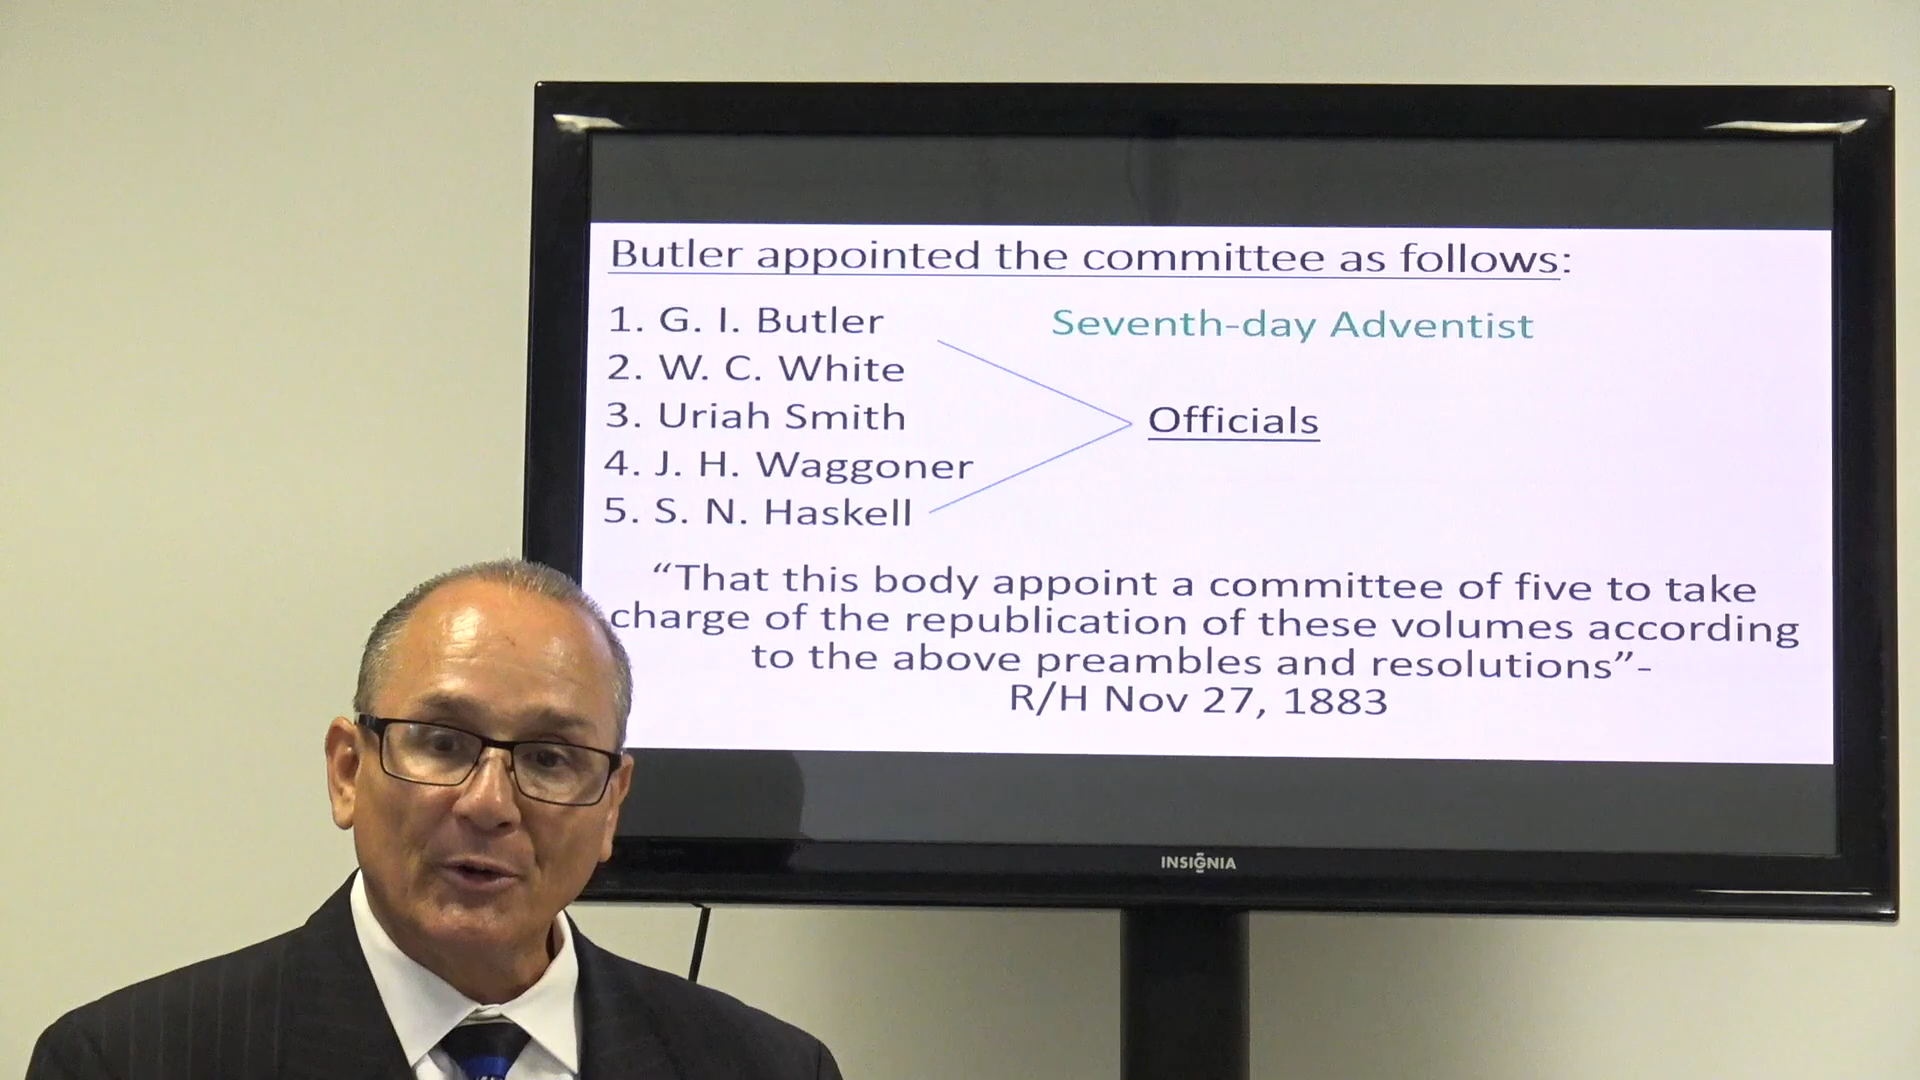 Butler appointed the committee as follows:
1. G. I. Butler
Seventh-day Adventist
2. W. C. White
3. Uriah Smith
Officials
4. J. H. Waggoner
5. S. N. Haskell
“That this body appoint a committee of five to take
charge of the republication of these volumes according
to the above preambles and resolutions”-
R/H Nov 27, 1883
INSIGNIA